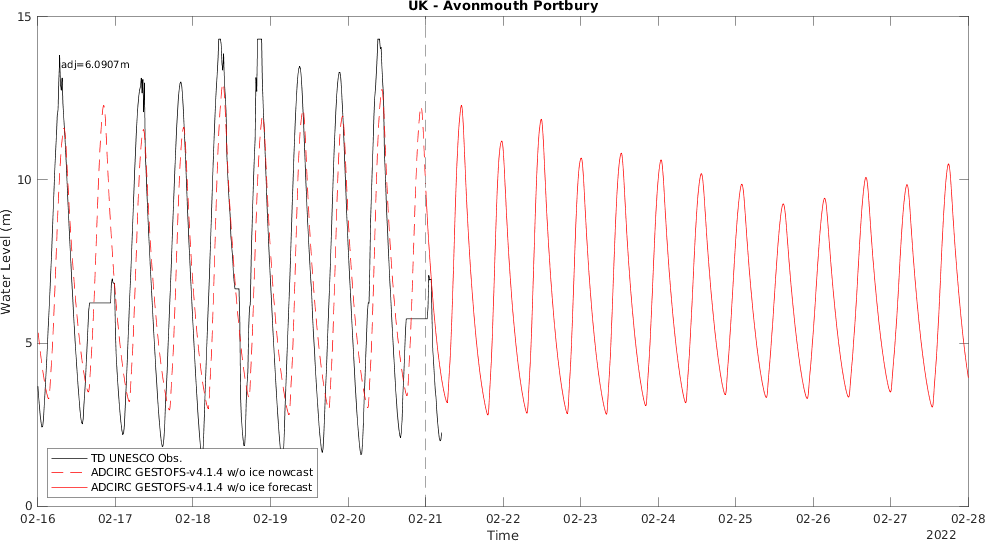 UK - Avonmouth Portbury
15
adj=6.0907m
10
Water Level (m)
5
TD UNESCO Obs.
ADCIRC GESTOFS-v4.1.4 w/o ice nowcast
ADCIRC GESTOFS-v4.1.4 w/o ice forecast
0
02-16 02-17 02-18 02-19 02-20 02-21 02-22 02-23 02-24 02-25 02-26 02-27 02-28
Time
2022